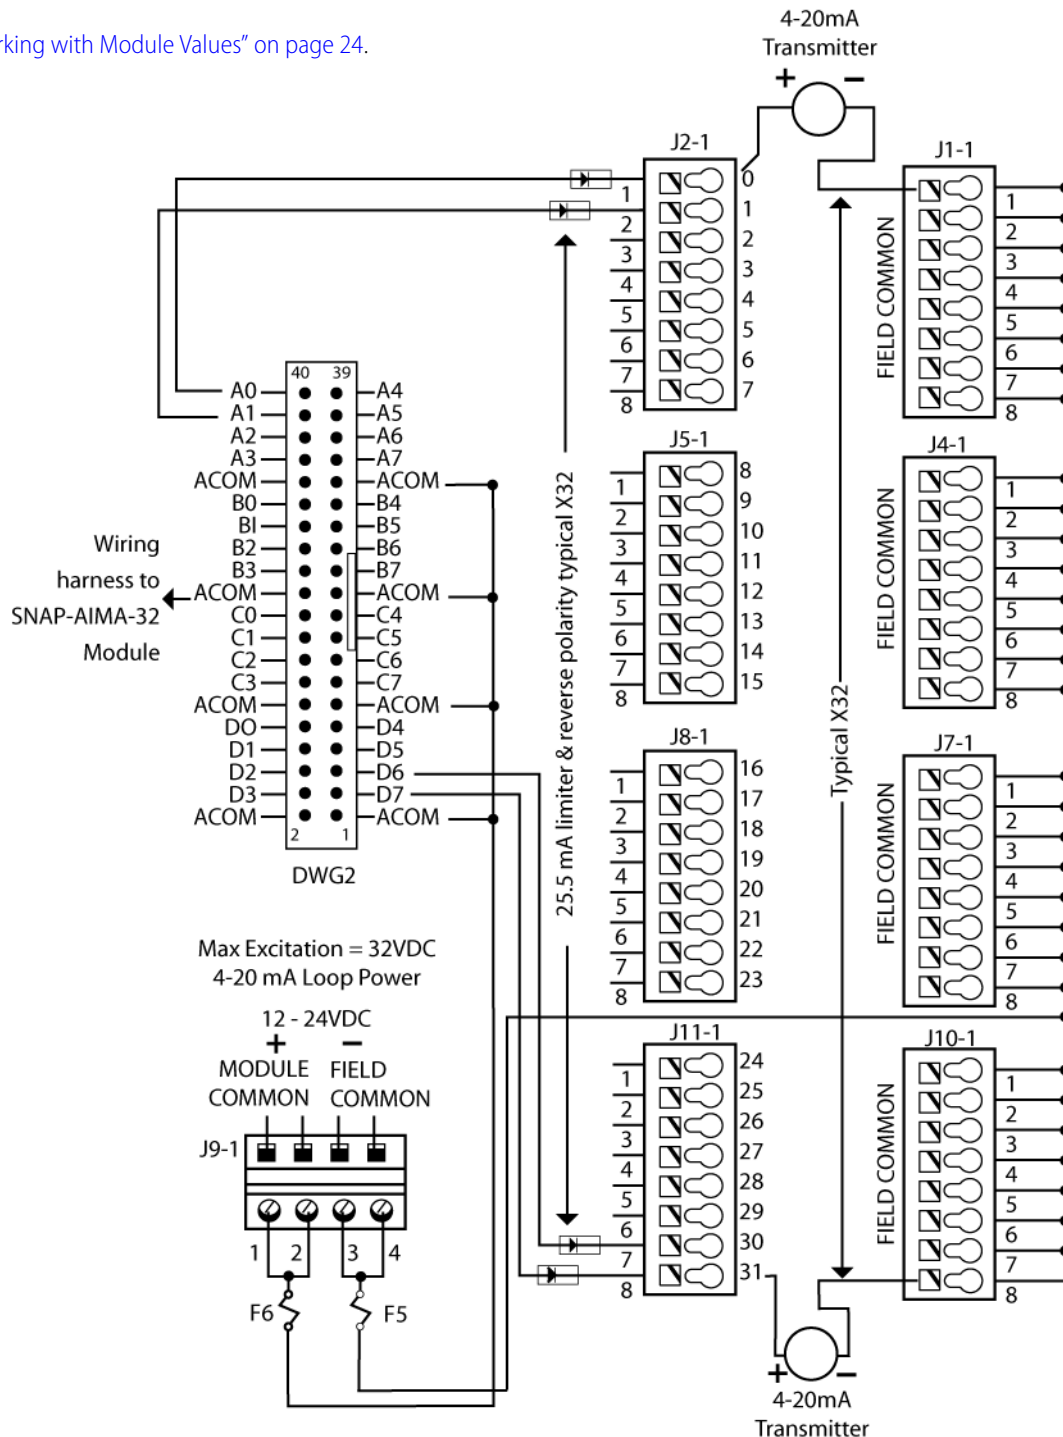 rking with Module Values” on page 24.
4-20mA
Transmitter
+ −
J2-1
0
1
1
2
2
3
3
4
4
5
5
6
6
7
7
8
J1-1
FIELD COMMON
1
2
3
4
5
6
7
8
40 39
A0 A4
A1 A5
A2 A6
A3 A7
ACOM ACOM
B0 B4
BI B5
B2 B6
B3 B7
ACOM ACOM
C0 C4
C1 C5
C2 C6
C3 C7
ACOM ACOM
DO D4
D1 D5
D2 D6
D3 D7
ACOM ACOM
2 1
DWG2
Wiring
harness to
SNAP-AIMA-32
Module
25.5 mA limiter & reverse polarity typical X32
J5-1
8
1
9
2
10
3
11
4
12
5
13
6
14
7
15
8
Typical X32
J4-1
FIELD COMMON
1
2
3
4
5
6
7
8
J8-1
16
1
17
2
18
3
19
4
20
5
21
6
22
7
23
8
J7-1
FIELD COMMON
1
2
3
4
5
6
7
8
Max Excitation = 32VDC
4-20 mA Loop Power
12 - 24VDC
+ −
MODULE FIELD
COMMON COMMON
J9-1
1 2 3 4
F6 F5
J11-1
24
1
25
2
26
3
27
4
28
5
29
6
30
7
31
8
J10-1
FIELD COMMON
1
2
3
4
5
6
7
8
+ −
4-20mA
Transmitter